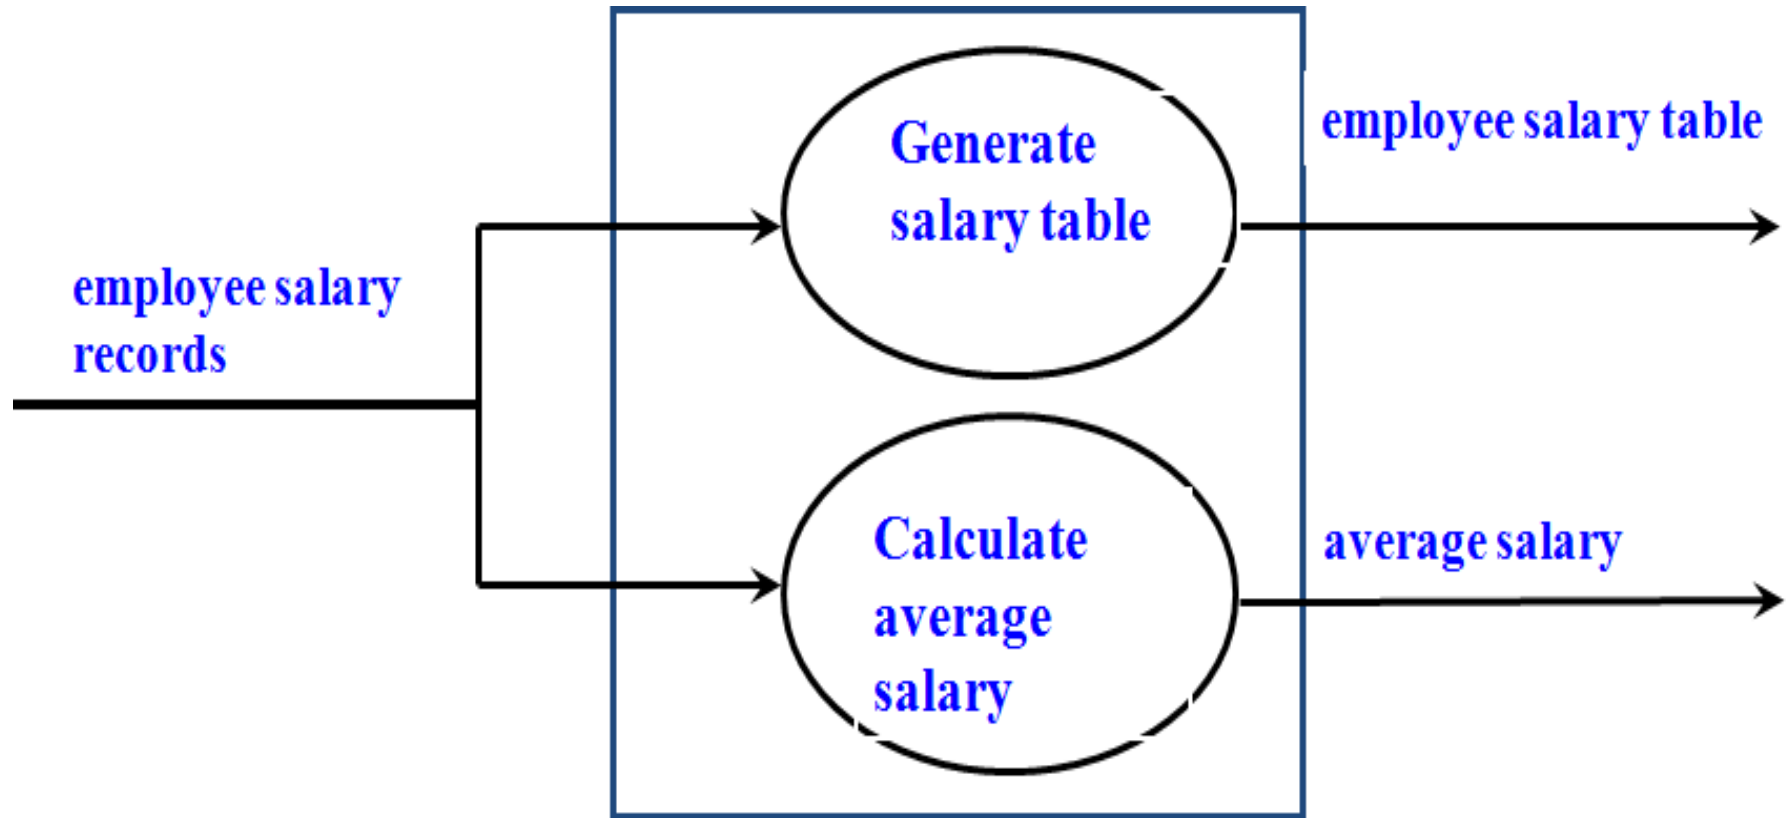 employee salary
records
Generate
salary table
employee salary table
Calculate
average
salary
average salary